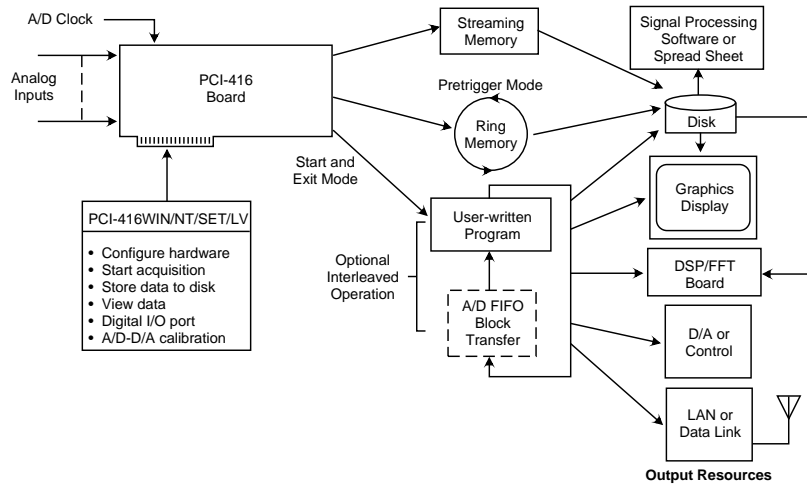 A/D Clock
Analog
Inputs
PCI-416
Board
Streaming
Memory
Signal Processing
Software or
Spread Sheet
Pretrigger Mode
Ring
Memory
Disk
Start and
Exit Mode
Graphics
Display
PCI-416WIN/NT/SET/LV
• Configure hardware
• Start acquisition
• Store data to disk
• View data
• Digital I/O port
• A/D-D/A calibration
User-written
Program
Optional
Interleaved
Operation
A/D FIFO
Block
Transfer
DSP/FFT
Board
D/A or
Control
LAN or
Data Link
Output Resources